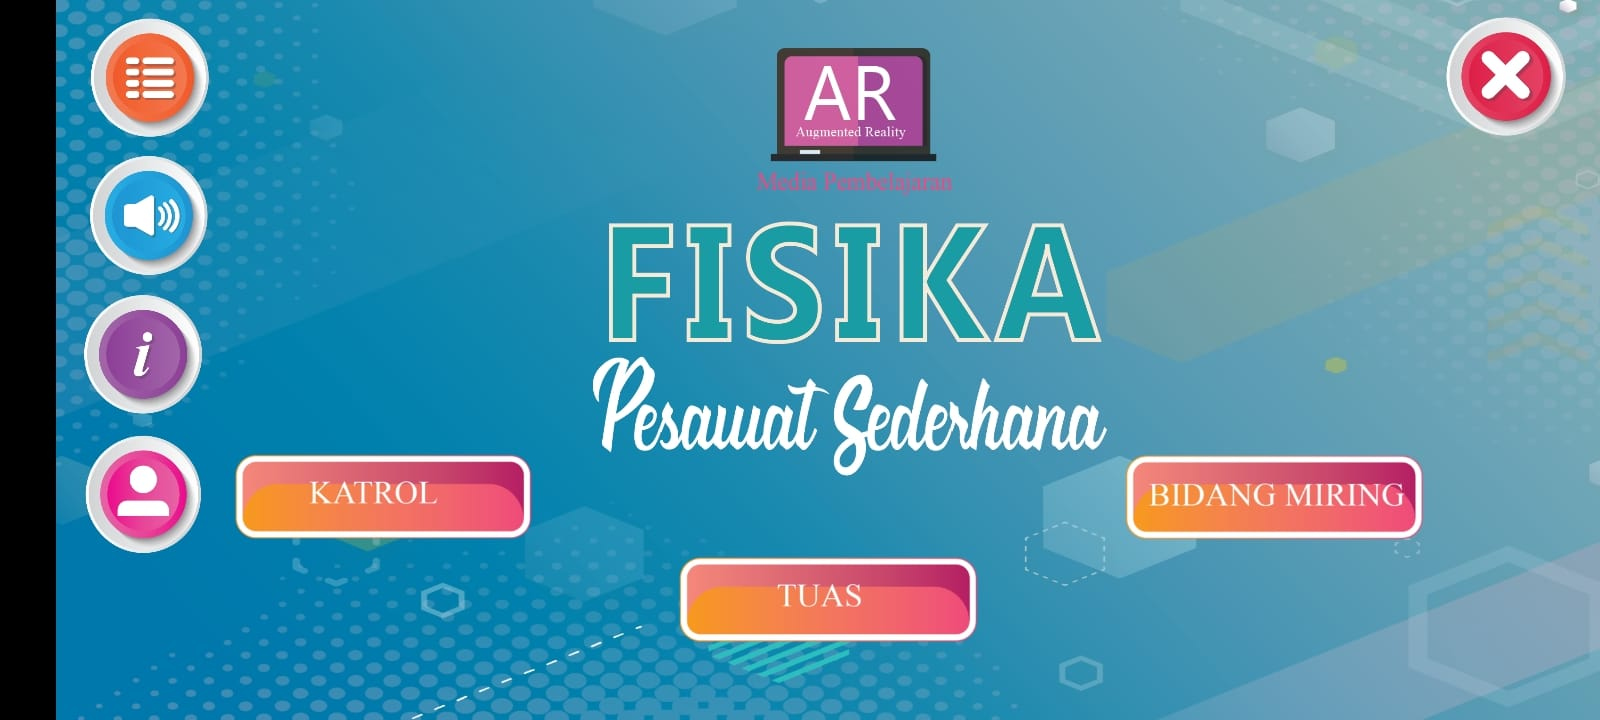 AR
Augmented Reality
Media Pembelajaran
FISIKA
Pesawat Sederhana
KATROL
BIDANG MIRING
TUAS